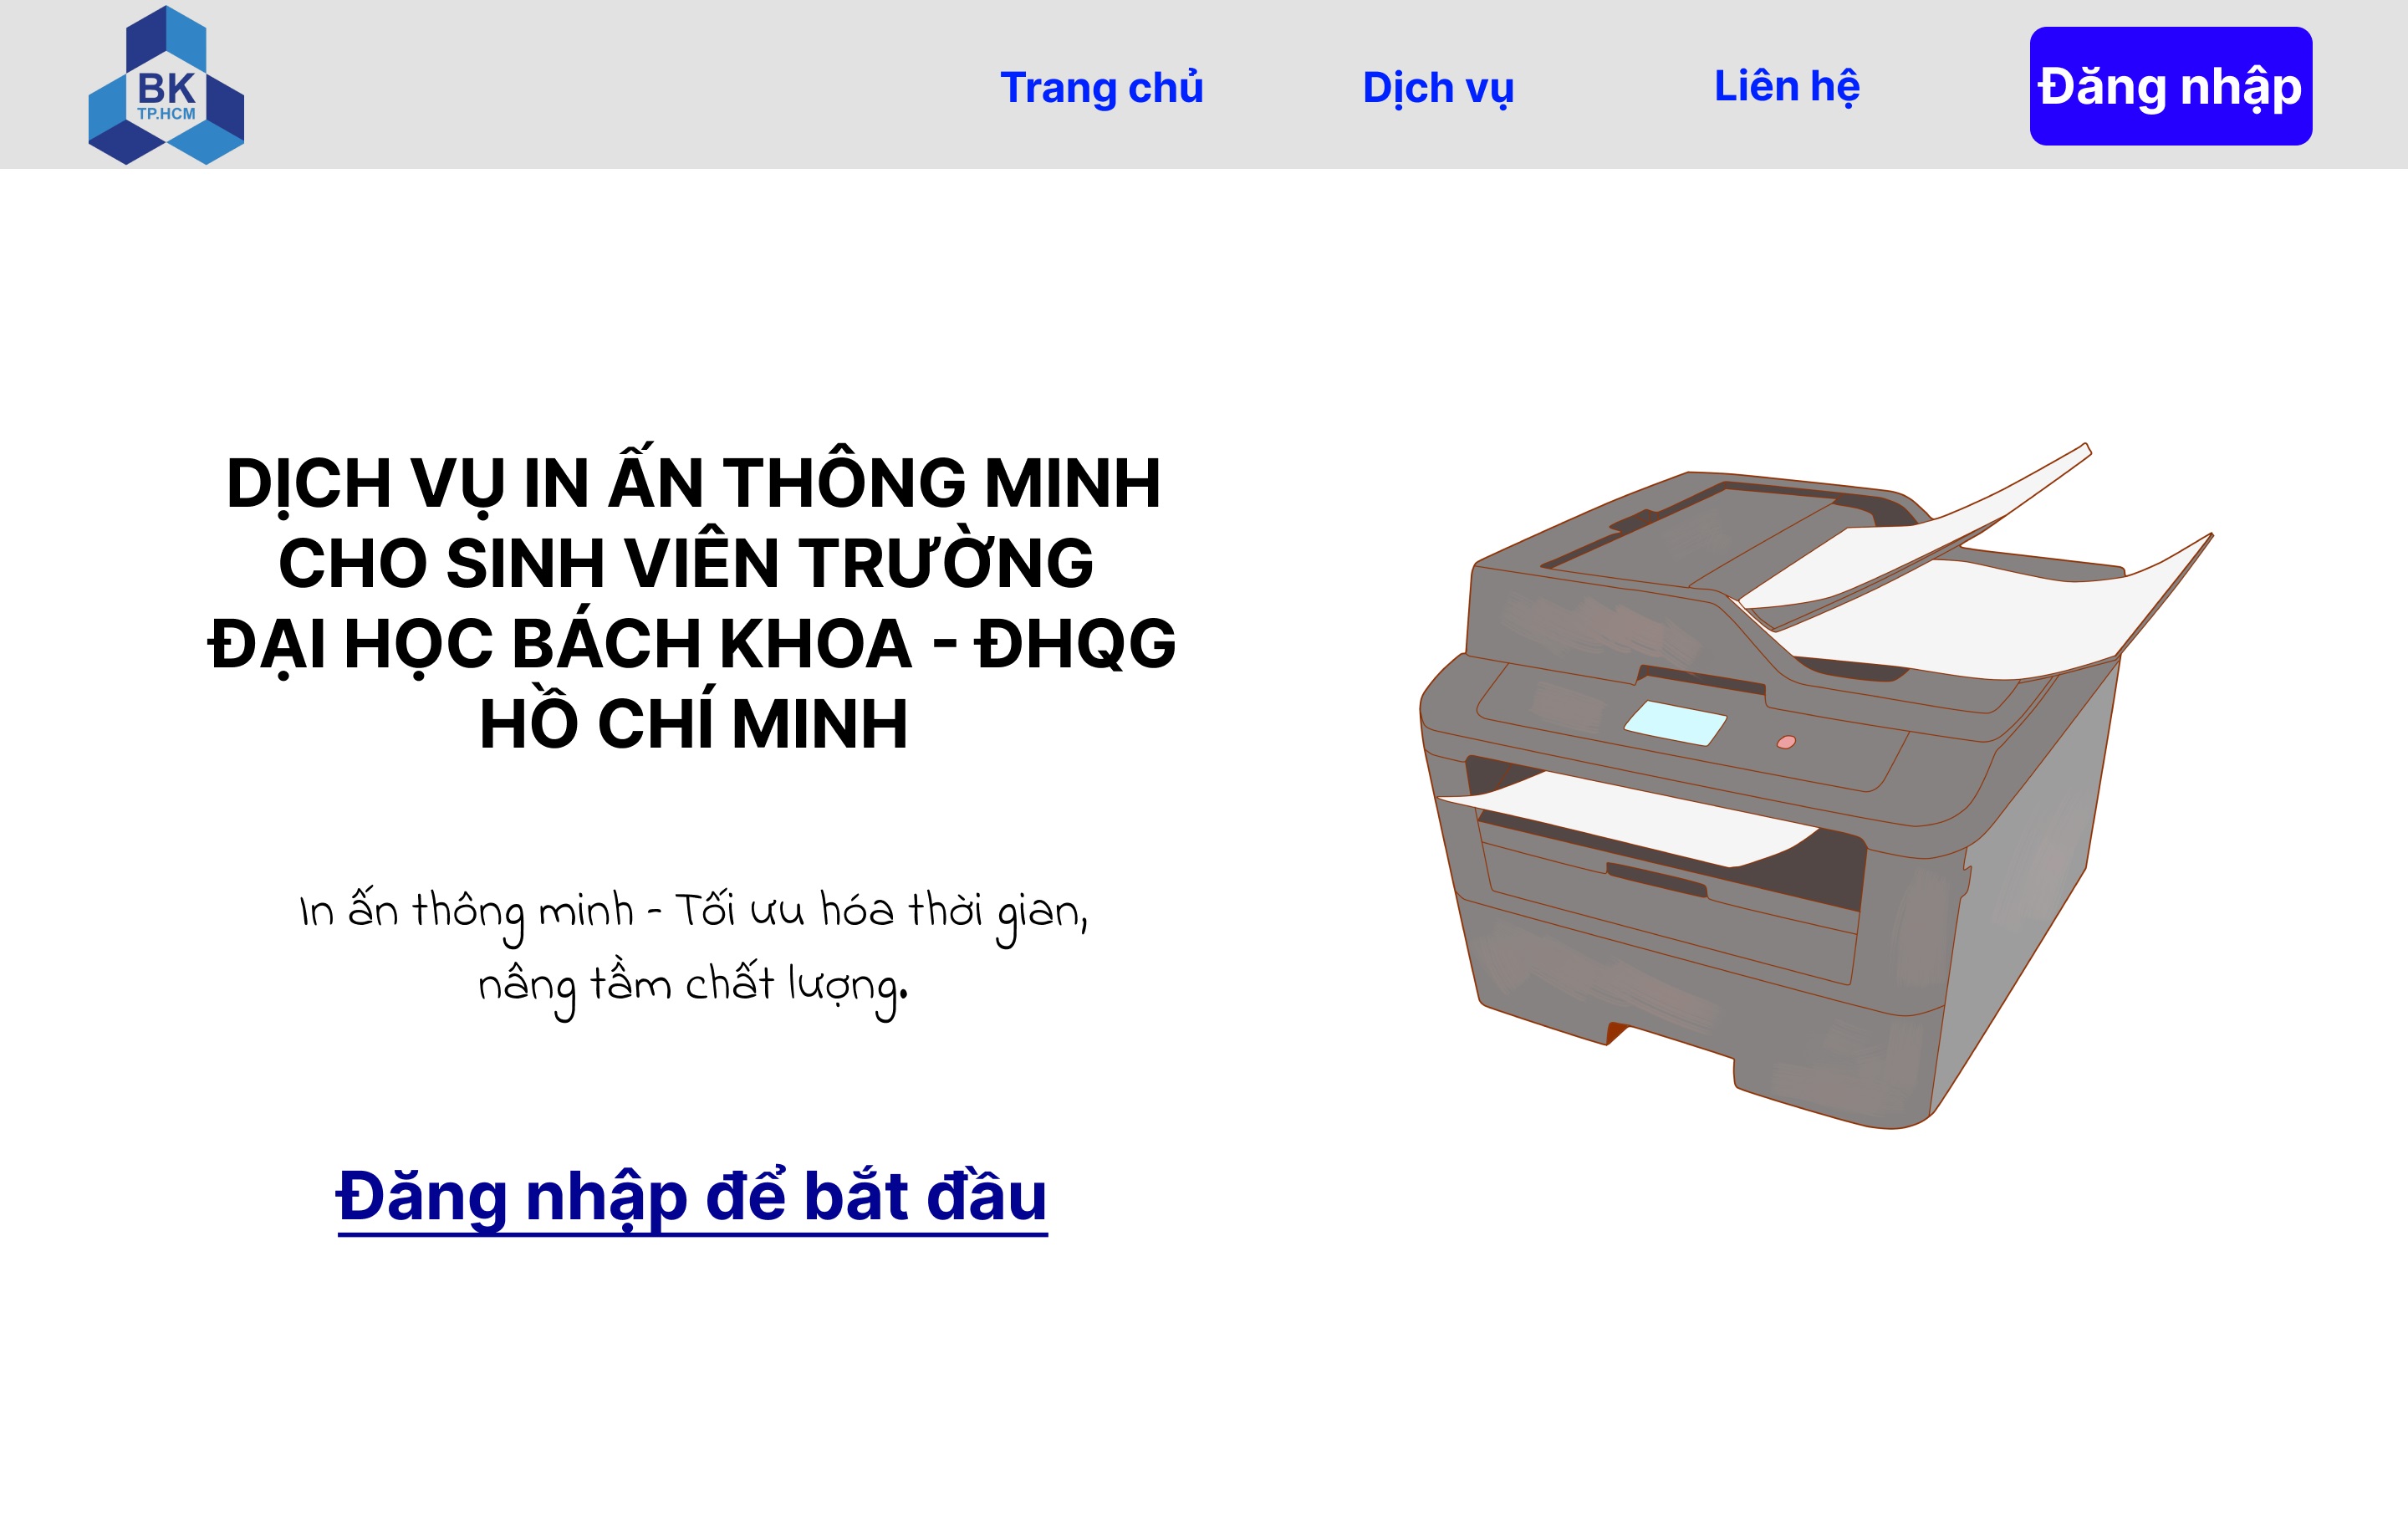 BK
TP.HCM
Trang chủ
Dịch vụ
Liên hệ
Đăng nhập
DỊCH VỤ IN ẤN THÔNG MINH
CHO SINH VIÊN TRƯỜNG
ĐẠI HỌC BÁCH KHOA - ĐHQG
HỒ CHÍ MINH
In ấn thông minh - Tối ưu hóa thời gian,
nâng tầm chất lượng.
Đăng nhập để bắt đầu